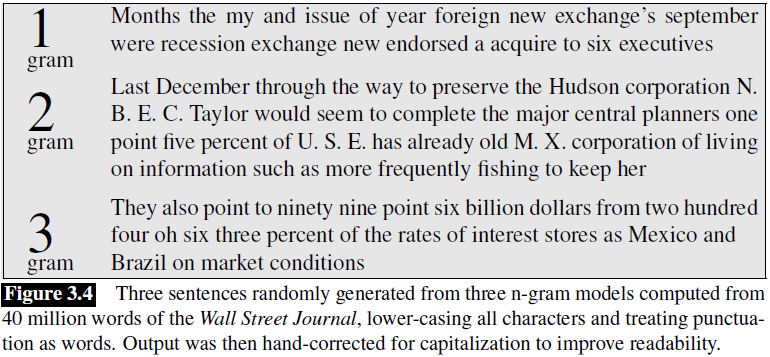 1 gram Months the my and issue of year foreign new exchange's september
were recession exchange new endorsed a acquire to six executives
2 gram Last December through the way to preserve the Hudson corporation N.
B. E. C. Taylor would seem to complete the major central planners one
point five percent of U. S. E. has already old M. X. corporation of living
on information such as more frequently fishing to keep her
3 gram They also point to ninety nine point six billion dollars from two hundred
four oh six three percent of the rates of interest stores as Mexico and
Brazil on market conditions
Figure 3.4 Three sentences randomly generated from three n-gram models computed from
40 million words of the Wall Street Journal, lower-casing all characters and treating punctua-
tion as words. Output was then hand-corrected for capitalization to improve readability.